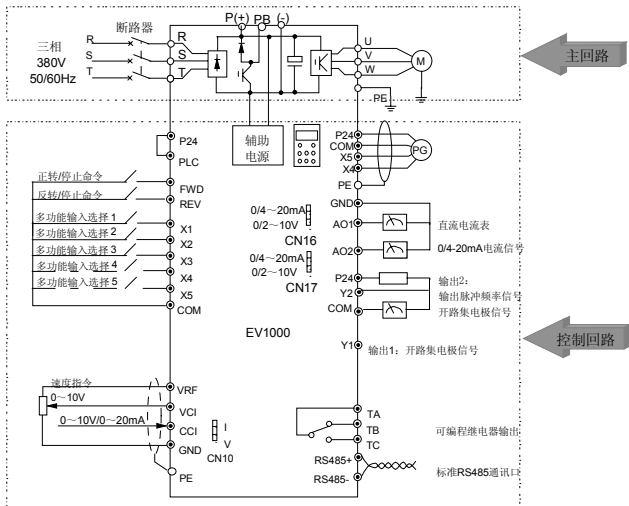 断路器
P(+) PB (-)
三相
380V
50/60Hz
R
S
T
R
S
T
U
V
W
M
PE
主回路
辅助
电源
P24
PLC
正转/停止命令
FWD
反转/停止命令
REV
多功能输入选择1
X1
多功能输入选择2
X2
多功能输入选择3
X3
多功能输入选择4
X4
多功能输入选择5
X5
COM
P24
COM
X5
X4
PG
PE
GND
0/4～20mA
0/2～10V
CN16
AO1
直流电流表
0/4~20mA
0/2～10V
CN17
AO2
0/4-20mA电流信号
P24
Y2
COM
输出2：
输出脉冲频率信号
开路集电极信号
EV1000
Y1
输出1：开路集电极信号
控制回路
速度指令
0～10V
VRF
VCI
0～10V/0～20mA
CCI
GND
PE
I
V
CN10
TA
TB
TC
可编程继电器输出
RS485+
RS485-
标准RS485通讯口